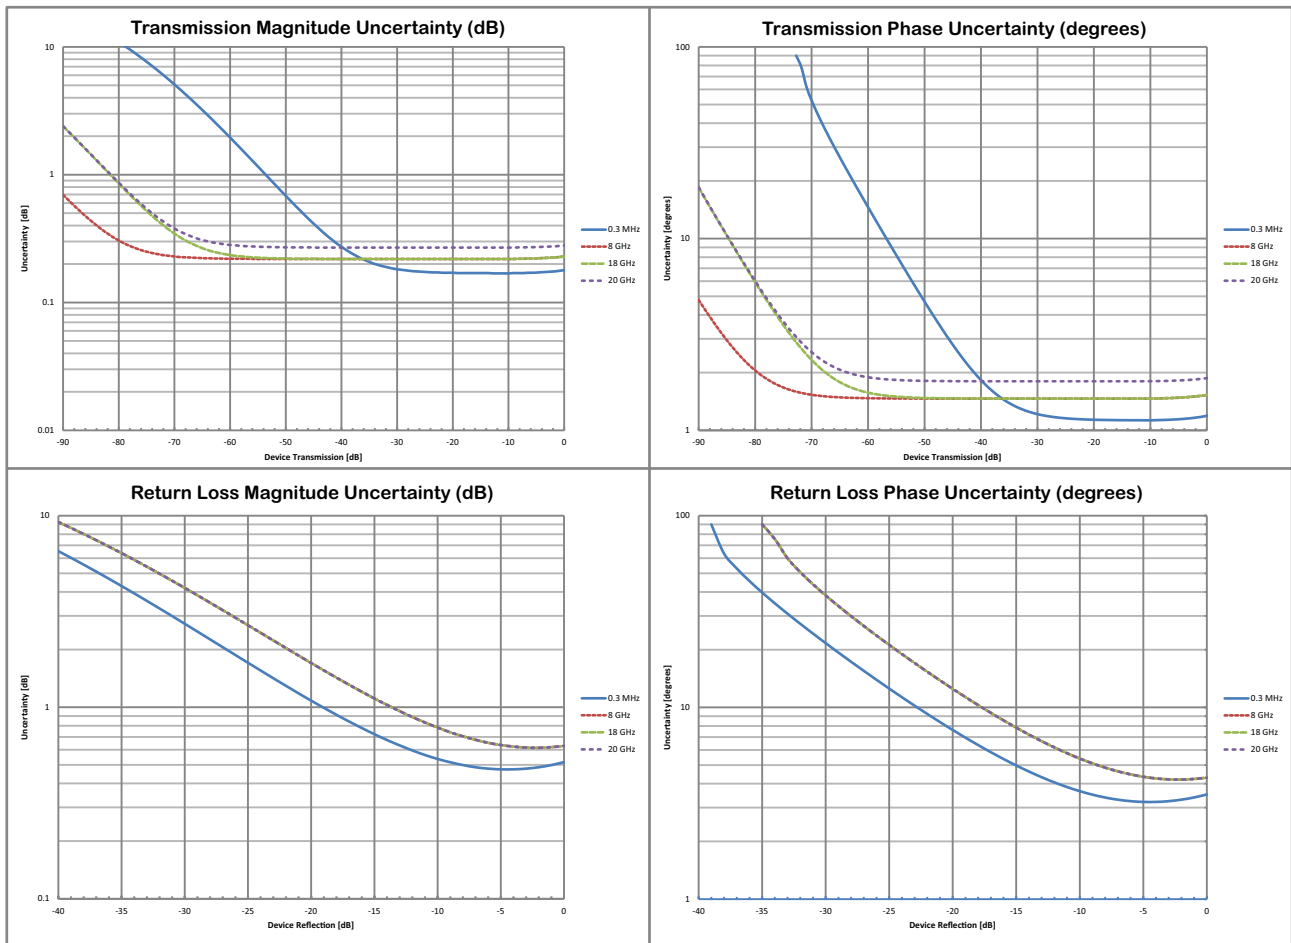 Transmission Magnitude Uncertainty (dB)
10
1
0.1
0.01
Uncertainty [dB]
-90 -80 -70 -60 -50 -40 -30 -20 -10 0
Device Transmission [dB]
0.3 MHz
8 GHz
18 GHz
20 GHz
Transmission Phase Uncertainty (degrees)
100
10
1
Uncertainty [degrees]
-90 -80 -70 -60 -50 -40 -30 -20 -10 0
Device Transmission [dB]
0.3 MHz
8 GHz
18 GHz
20 GHz
Return Loss Magnitude Uncertainty (dB)
10
1
0.1
Uncertainty [dB]
-40 -35 -30 -25 -20 -15 -10 -5 0
Device Reflection [dB]
0.3 MHz
8 GHz
18 GHz
20 GHz
Return Loss Phase Uncertainty (degrees)
100
10
1
Uncertainty [degrees]
-40 -35 -30 -25 -20 -15 -10 -5 0
Device Reflection [dB]
0.3 MHz
8 GHz
18 GHz
20 GHz